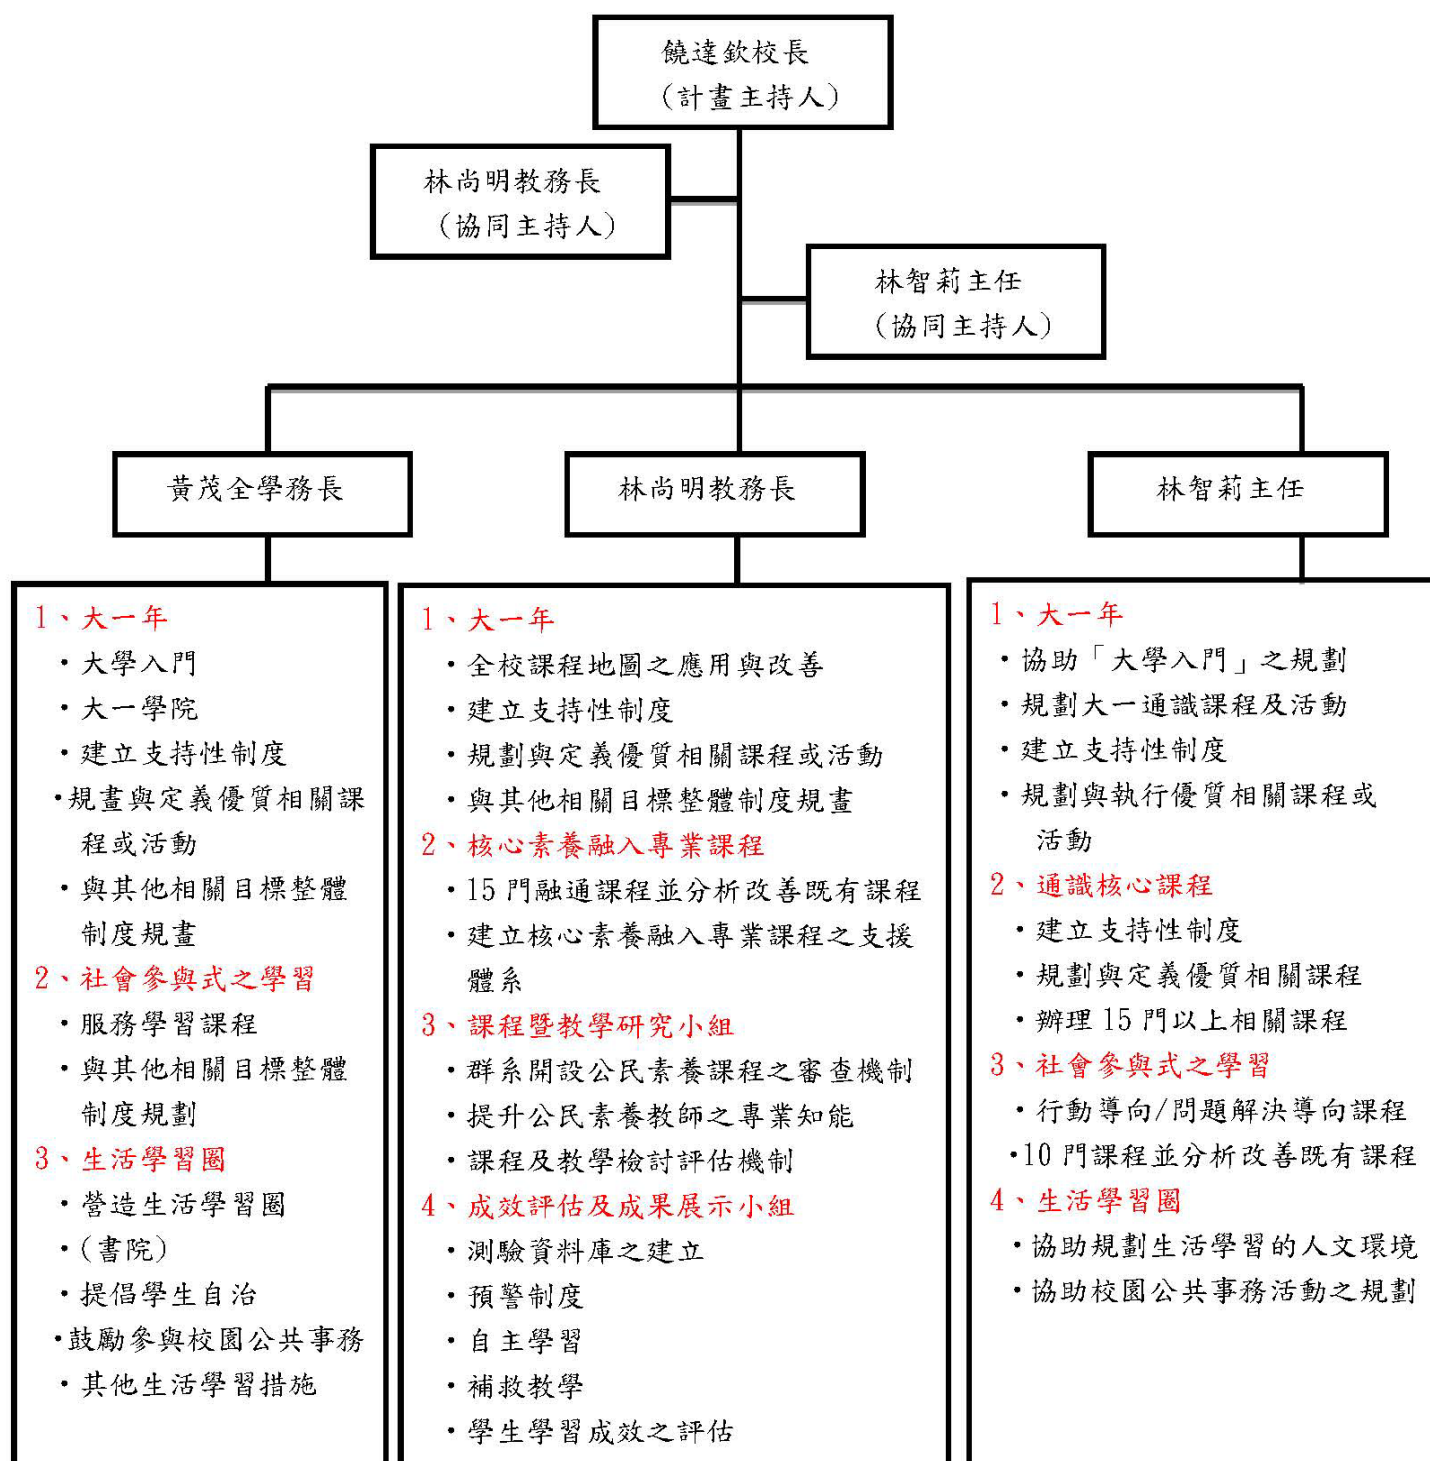 饒達欽校長
(計畫主持人)
林尚明教務長
(協同主持人)
林智莉主任
(協同主持人)
黃茂全學務長
林尚明教務長
林智莉主任
1、大一年
・大學入門
・大一學院
・建立支持性制度
・規畫與定義優質相關課
程或活動
・與其他相關目標整體
制度規畫
2、社會參與式之學習
・服務學習課程
・與其他相關目標整體
制度規劃
3、生活學習圈
・營造生活學習圈
・(書院)
・提倡學生自治
・鼓勵參與校園公共事務
・其他生活學習措施
1、大一年
・全校課程地圖之應用與改善
・建立支持性制度
・規劃與定義優質相關課程或活動
・與其他相關目標整體制度規畫
2、核心素養融入專業課程
・15 門融通課程並分析改善既有課程
・建立核心素養融入專業課程之支援
體系
3、課程暨教學研究小組
・群系開設公民素養課程之審查機制
・提升公民素養教師之專業知能
・課程及教學檢討評估機制
4、成效評估及成果展示小組
・測驗資料庫之建立
・預警制度
・自主學習
・補救教學
・學生學習成效之評估
1、大一年
・協助「大學入門」之規劃
・規劃大一通識課程及活動
・建立支持性制度
・規劃與執行優質相關課程或
活動
2、通識核心課程
・建立支持性制度
・規劃與定義優質相關課程
・辦理 15 門以上相關課程
3、社會參與式之學習
・行動導向/問題解決導向課程
・10 門課程並分析改善既有課程
4、生活學習圈
・協助規劃生活學習的人文環境
・協助校園公共事務活動之規劃